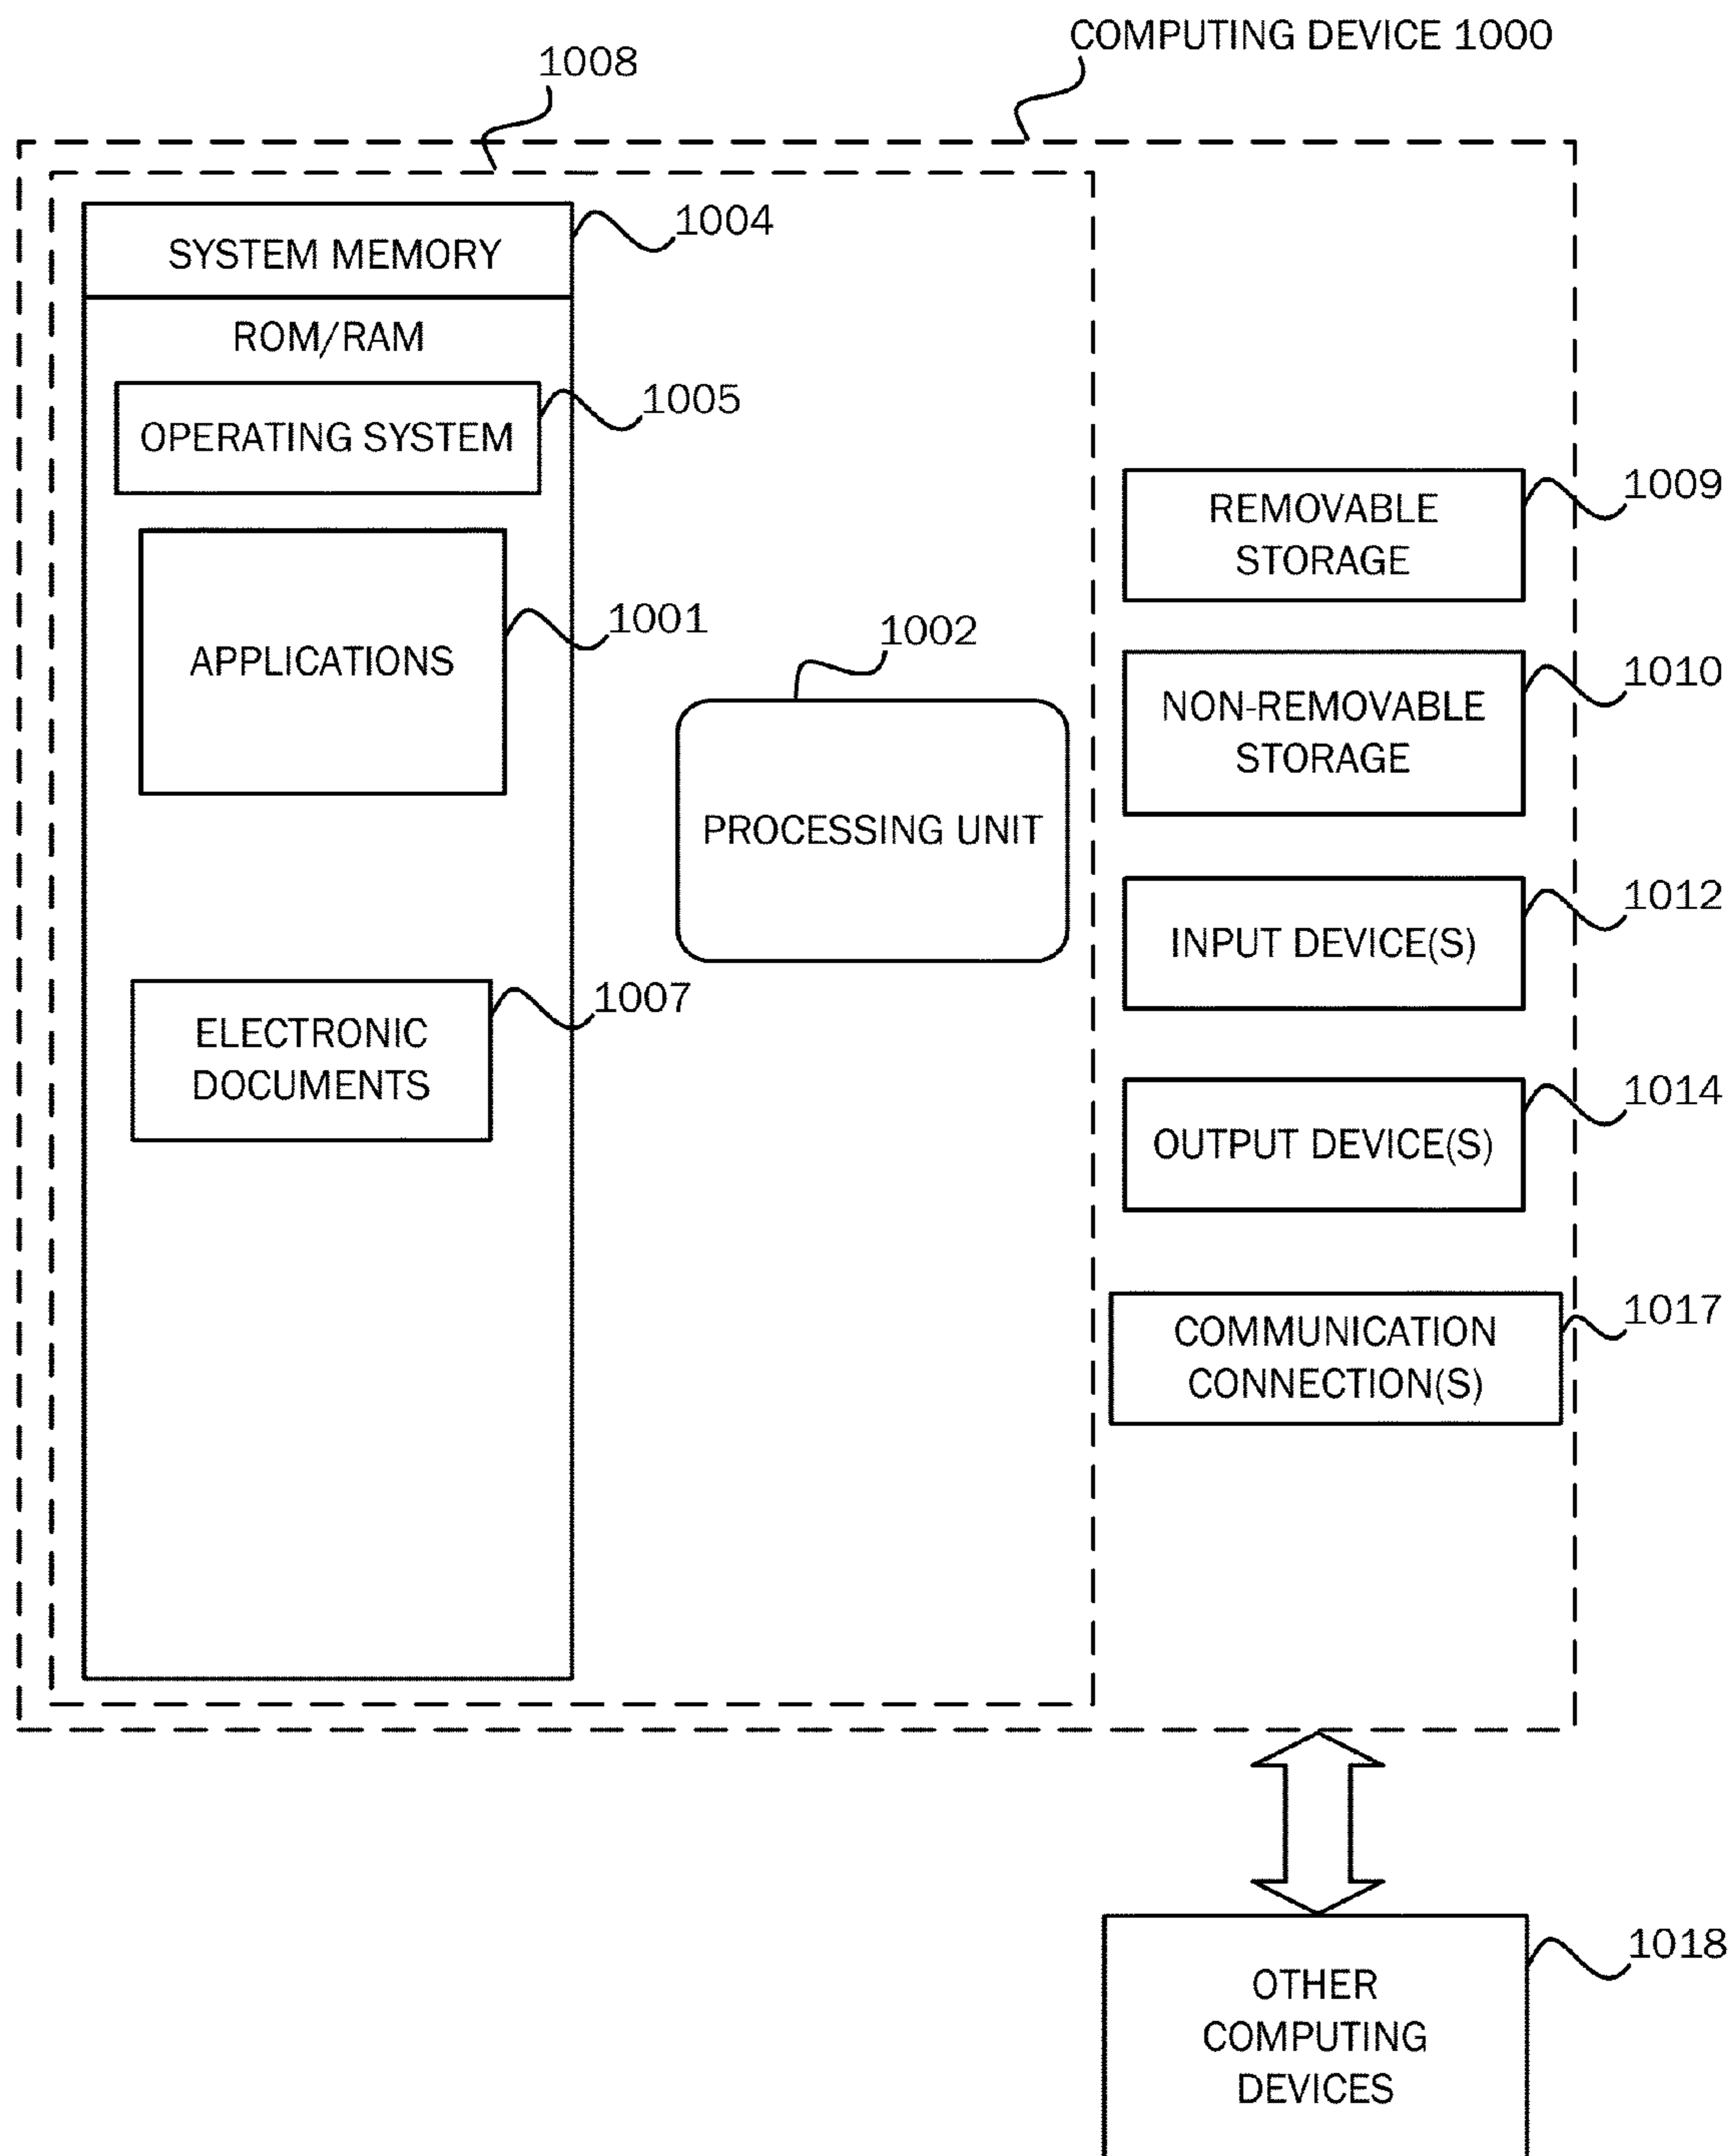 COMPUTING DEVICE 1000
1008
1004
SYSTEM MEMORY
ROM/RAM
1005
OPERATING SYSTEM
1001
APPLICATIONS
1007
ELECTRONIC
DOCUMENTS
1002
PROCESSING UNIT
1009
REMOVABLE
STORAGE
1010
NON-REMOVABLE
STORAGE
1012
INPUT DEVICE(S)
1014
OUTPUT DEVICE(S)
1017
COMMUNICATION
CONNECTION(S)
1018
OTHER
COMPUTING
DEVICES